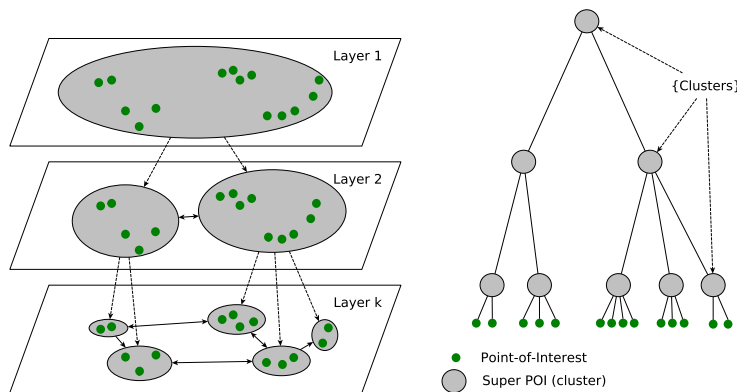 Layer 1
{Clusters}
Layer 2
Layer k
Point-of-Interest
Super POI (cluster)